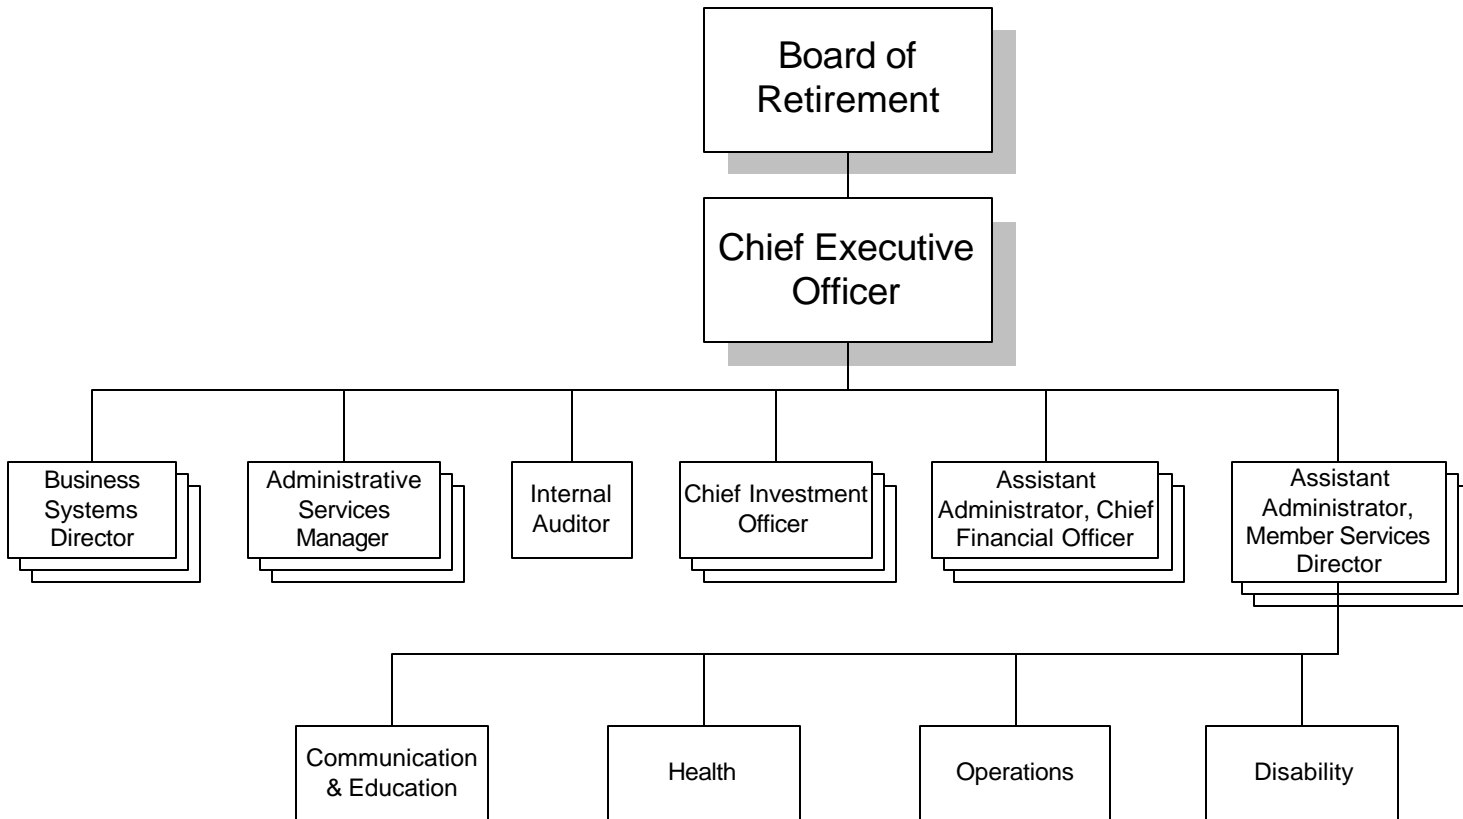 Board of
Retirement
Chief Executive
Officer
Business
Systems
Director
Administrative
Services
Manager
Internal
Auditor
Chief Investment
Officer
Assistant
Administrator, Chief
Financial Officer
Assistant
Administrator,
Member Services
Director
Communication
& Education
Health
Operations
Disability